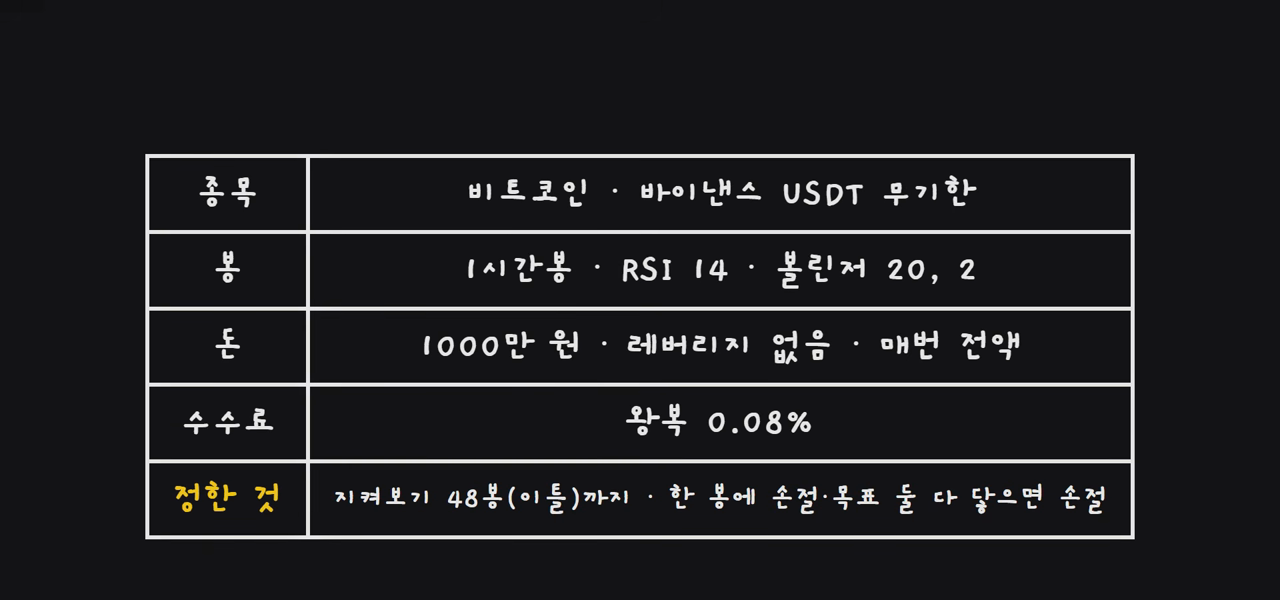 종목 비트코인 · 바이낸스 USDT 무기한
봉 1시간봉 · RSI 14 · 볼린저 20, 2
돈 1000만 원 · 레버리지 없음 · 매번 전액
수수료 왕복 0.08%
정한 것 지켜보기 48봉(이틀)까지 · 한 봉에 손절·목표 둘 다 닿으면 손절